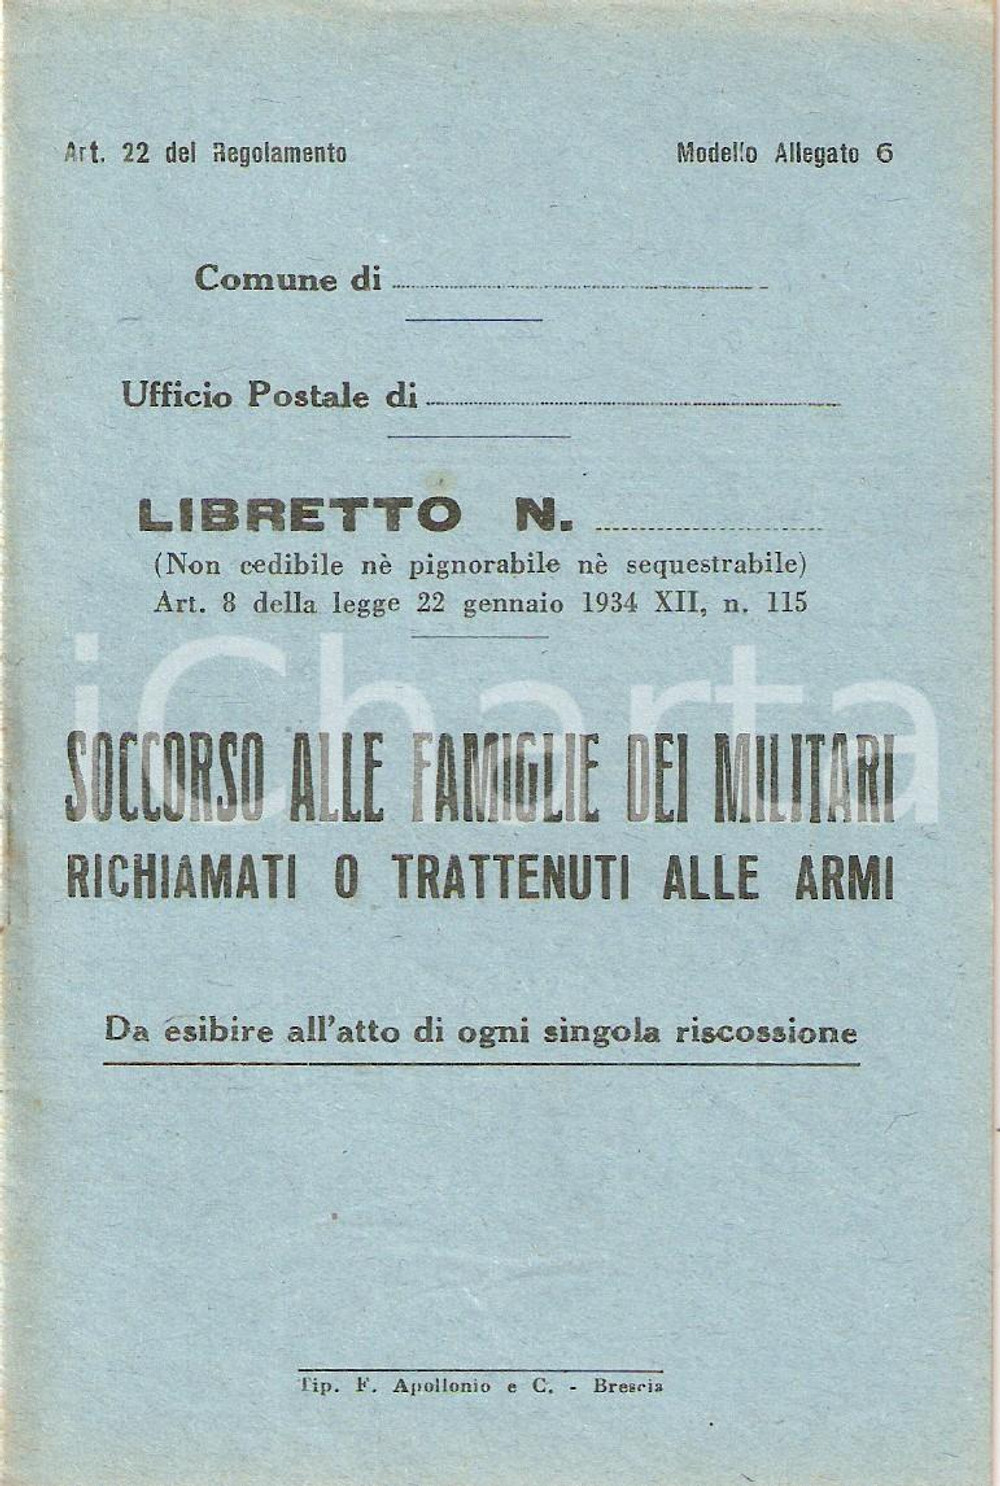 Art. 22 del Regolamento
Modello Allegato 6
Comune di
Ufficio Postale di
LIBRETTO N.
(Non cedibile nè pignorabile nè sequestrabile)
Art. 8 della legge 22 gennaio 1934 XII, n. 115
iCharta
SOCCORSO ALLE FAMIGLIE DEI MILITARI
RICHIAMATI O TRATTENUTI ALLE ARMI
Da esibire all'atto di ogni singola riscossione
Tip. F. Apollonio e C. - Brescia